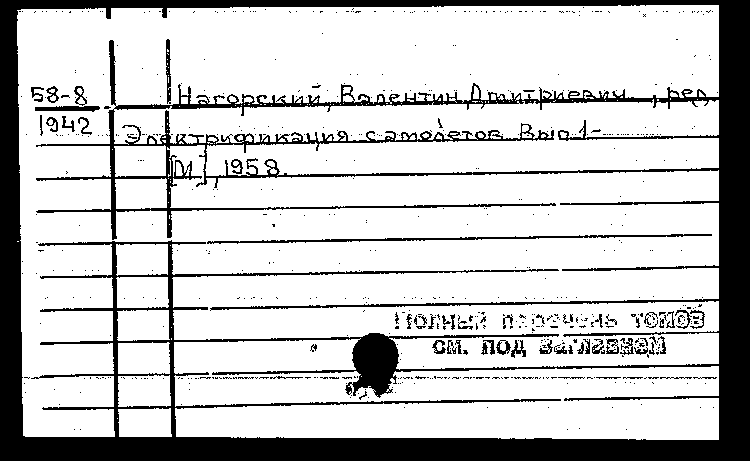 58-8
1942
Нагорский, Валентин Дмитриевич, ред.
Электрификация самолетов Вып 1-
[М.], 1958.
Полный перечень томов
см. под заглавием